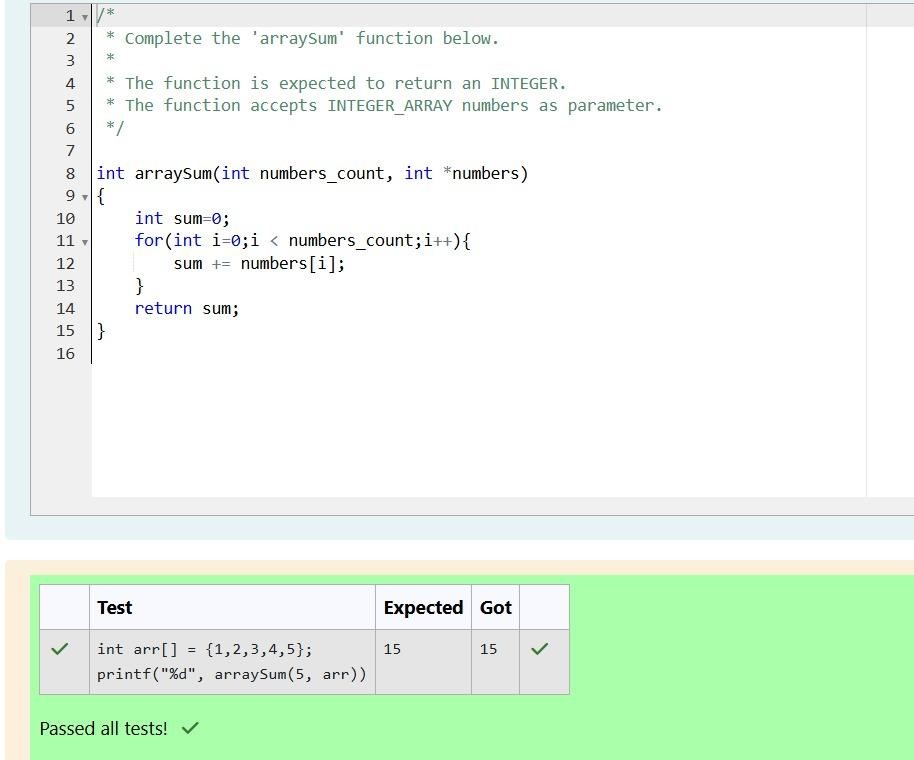 1 /*
2  * Complete the 'arraySum' function below.
3  *
4  * The function is expected to return an INTEGER.
5  * The function accepts INTEGER_ARRAY numbers as parameter.
6  */
7
8 int arraySum(int numbers_count, int *numbers)
9 {
10     int sum=0;
11     for(int i=0;i < numbers_count;i++){
12         sum += numbers[i];
13     }
14     return sum;
15 }
16
Test Expected Got
int arr[] = {1,2,3,4,5}; 15 15
printf("%d", arraySum(5, arr))
Passed all tests!